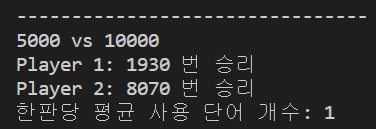 --------------------------------
5000 vs 10000
Player 1: 1930 번 승리
Player 2: 8070 번 승리
한판당 평균 사용 단어 개수: 1